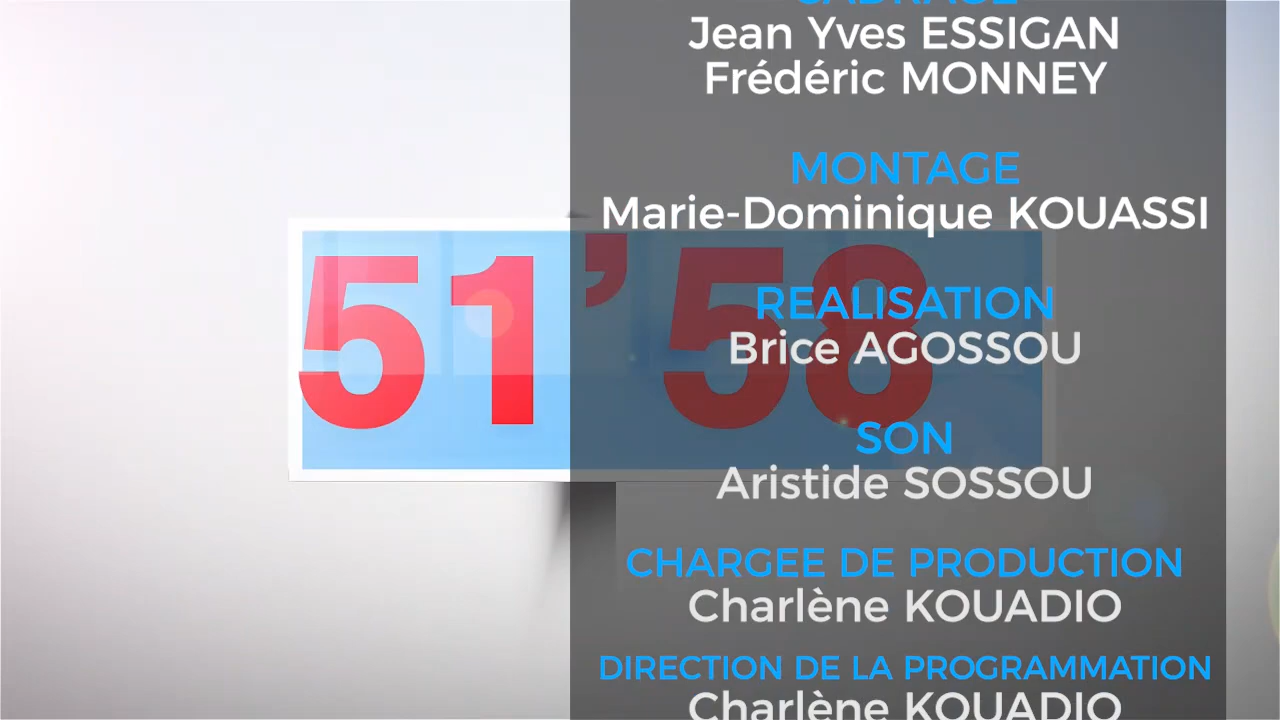 CADRAGE
Jean Yves ESSIGAN
Frédéric MONNEY
MONTAGE
Marie-Dominique KOUASSI
51’58
REALISATION
Brice AGOSSOU
SON
Aristide SOSSOU
CHARGEE DE PRODUCTION
Charlène KOUADIO
DIRECTION DE LA PROGRAMMATION
Charlène KOUADIO